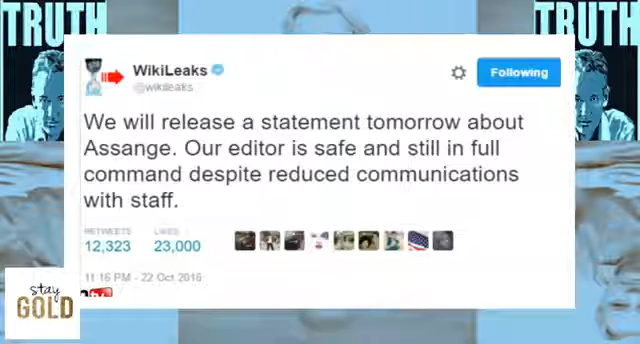 TRUTH
TRUTH
WikiLeaks
@wikileaks
Following
We will release a statement tomorrow about
Assange. Our editor is safe and still in full
command despite reduced communications
with staff.
RETWEETS LIKES
12,323 23,000
11:16 PM - 22 Oct 2016
stay
GOLD